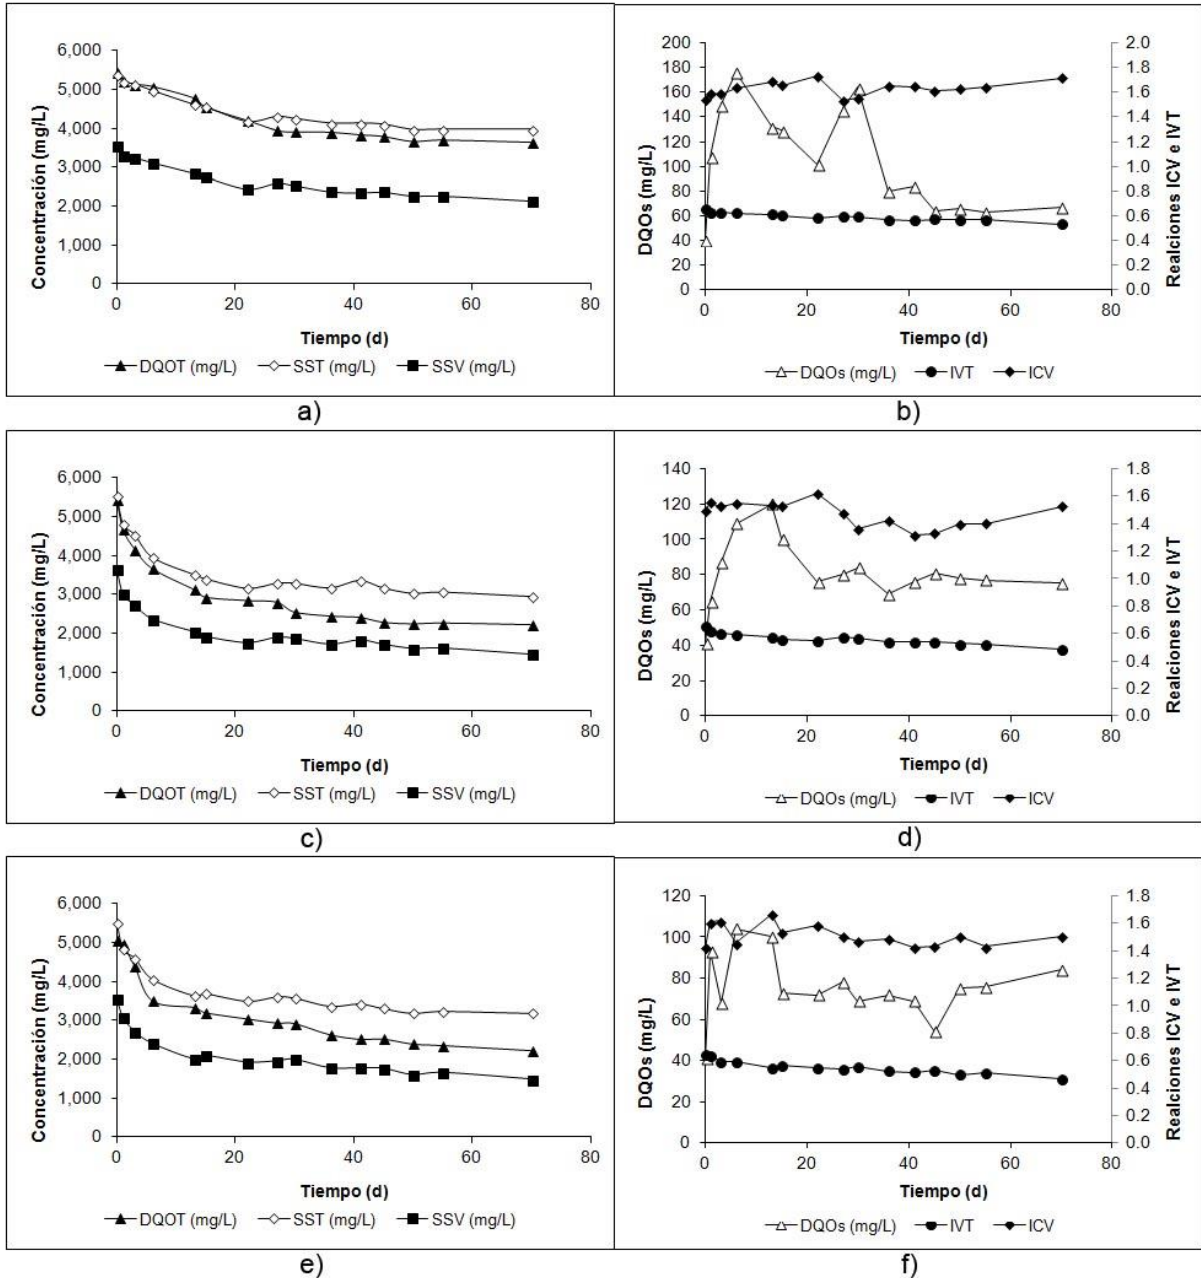 Concentración (mg/L)
6,000
5,000
4,000
3,000
2,000
1,000
0
0 20 40 60 80
Tiempo (d)
DQOT (mg/L) SST (mg/L) SSV (mg/L)
a)
DQOs (mg/L)
200
180
160
140
120
100
80
60
40
20
0
0 20 40 60 80
2.0
1.8
1.6
1.4
1.2
1.0
0.8
0.6
0.4
0.2
0.0
Realciones ICV e IVT
Tiempo (d)
DQOs (mg/L) IVT ICV
b)
Concentración (mg/L)
6,000
5,000
4,000
3,000
2,000
1,000
0
0 20 40 60 80
Tiempo (d)
DQOT (mg/L) SST (mg/L) SSV (mg/L)
c)
DQOs (mg/L)
140
120
100
80
60
40
20
0
0 20 40 60 80
1.8
1.6
1.4
1.2
1.0
0.8
0.6
0.4
0.2
0.0
Realciones ICV e IVT
Tiempo (d)
DQOs (mg/L) IVT ICV
d)
Concentración (mg/L)
6,000
5,000
4,000
3,000
2,000
1,000
0
0 20 40 60 80
Tiempo (d)
DQOT (mg/L) SST (mg/L) SSV (mg/L)
e)
DQOs (mg/L)
120
100
80
60
40
20
0
0 20 40 60 80
1.8
1.6
1.4
1.2
1.0
0.8
0.6
0.4
0.2
0.0
Realciones ICV e IVT
Tiempo (d)
DQOs (mg/L) IVT ICV
f)